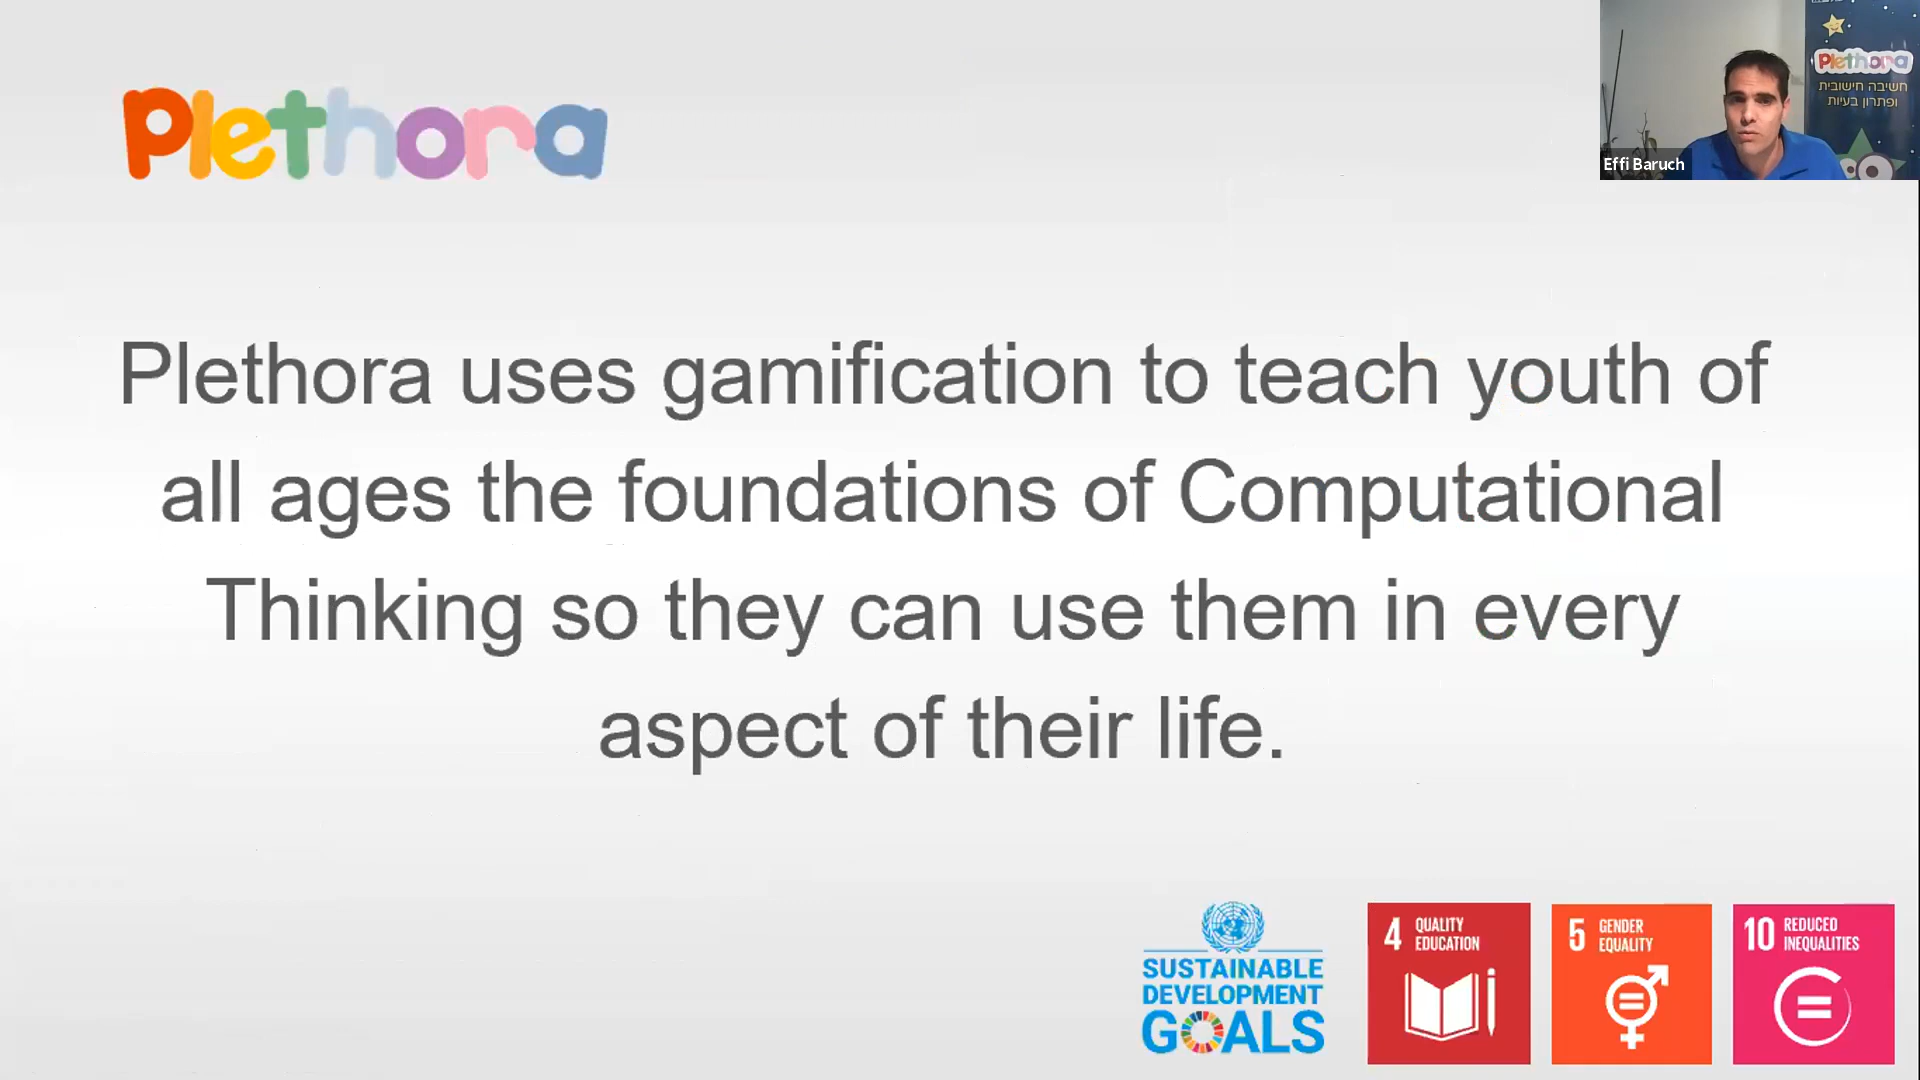 Plethora
Plethora
חשיבה חישובית
ופתרון בעיות
Effi Baruch
Plethora uses gamification to teach youth of
all ages the foundations of Computational
Thinking so they can use them in every
aspect of their life.
SUSTAINABLE
DEVELOPMENT
GOALS
4 QUALITY
EDUCATION
5 GENDER
EQUALITY
10 REDUCED
INEQUALITIES